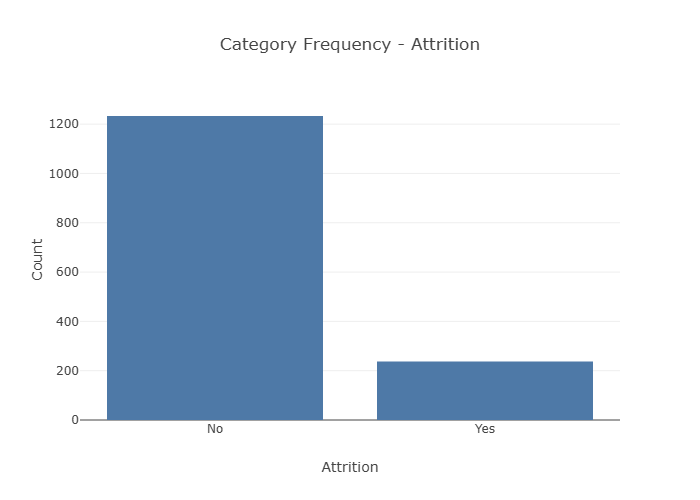 Category Frequency - Attrition
1200
1000
800
600
400
200
0
Count
No
Yes
Attrition